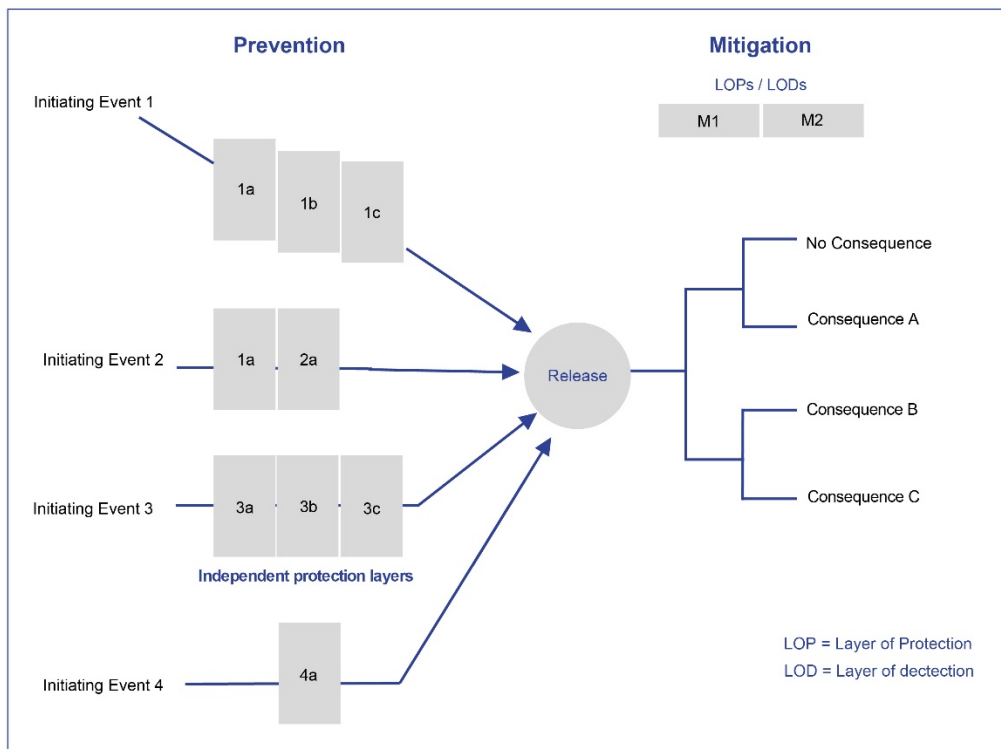 Prevention
Mitigation
LOPs / LODs
M1
M2
Initiating Event 1
1a
1b
1c
No Consequence
Consequence A
Initiating Event 2
1a
2a
Release
Consequence B
Initiating Event 3
3a
3b
3c
Consequence C
Independent protection layers
Initiating Event 4
4a
LOP = Layer of Protection
LOD = Layer of dectection